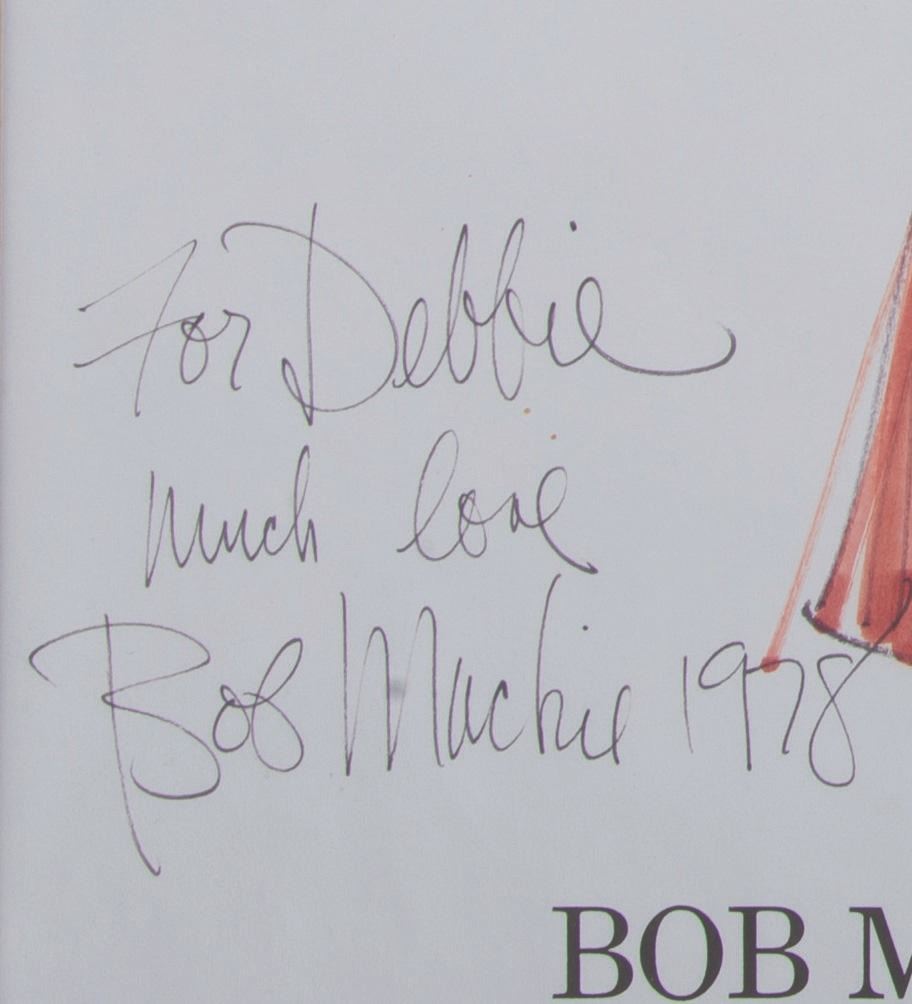 For Debbie
much love
Bob Mackie 1978
BOB M